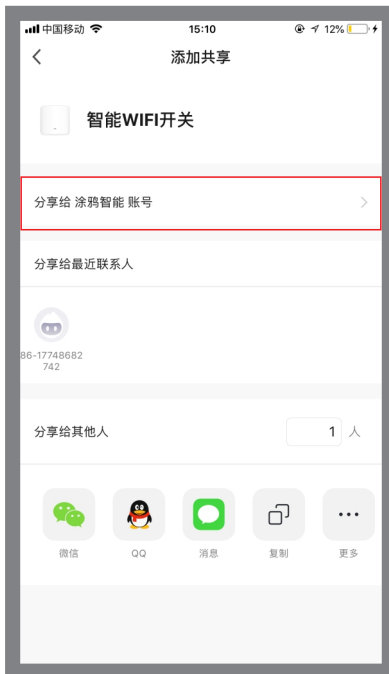 中国移动 15:10 12%
添加共享
智能WIFI开关
分享给 涂鸦智能 账号
分享给最近联系人
86-17748682
742
分享给其他人 1 人
微信 QQ 消息 复制 更多